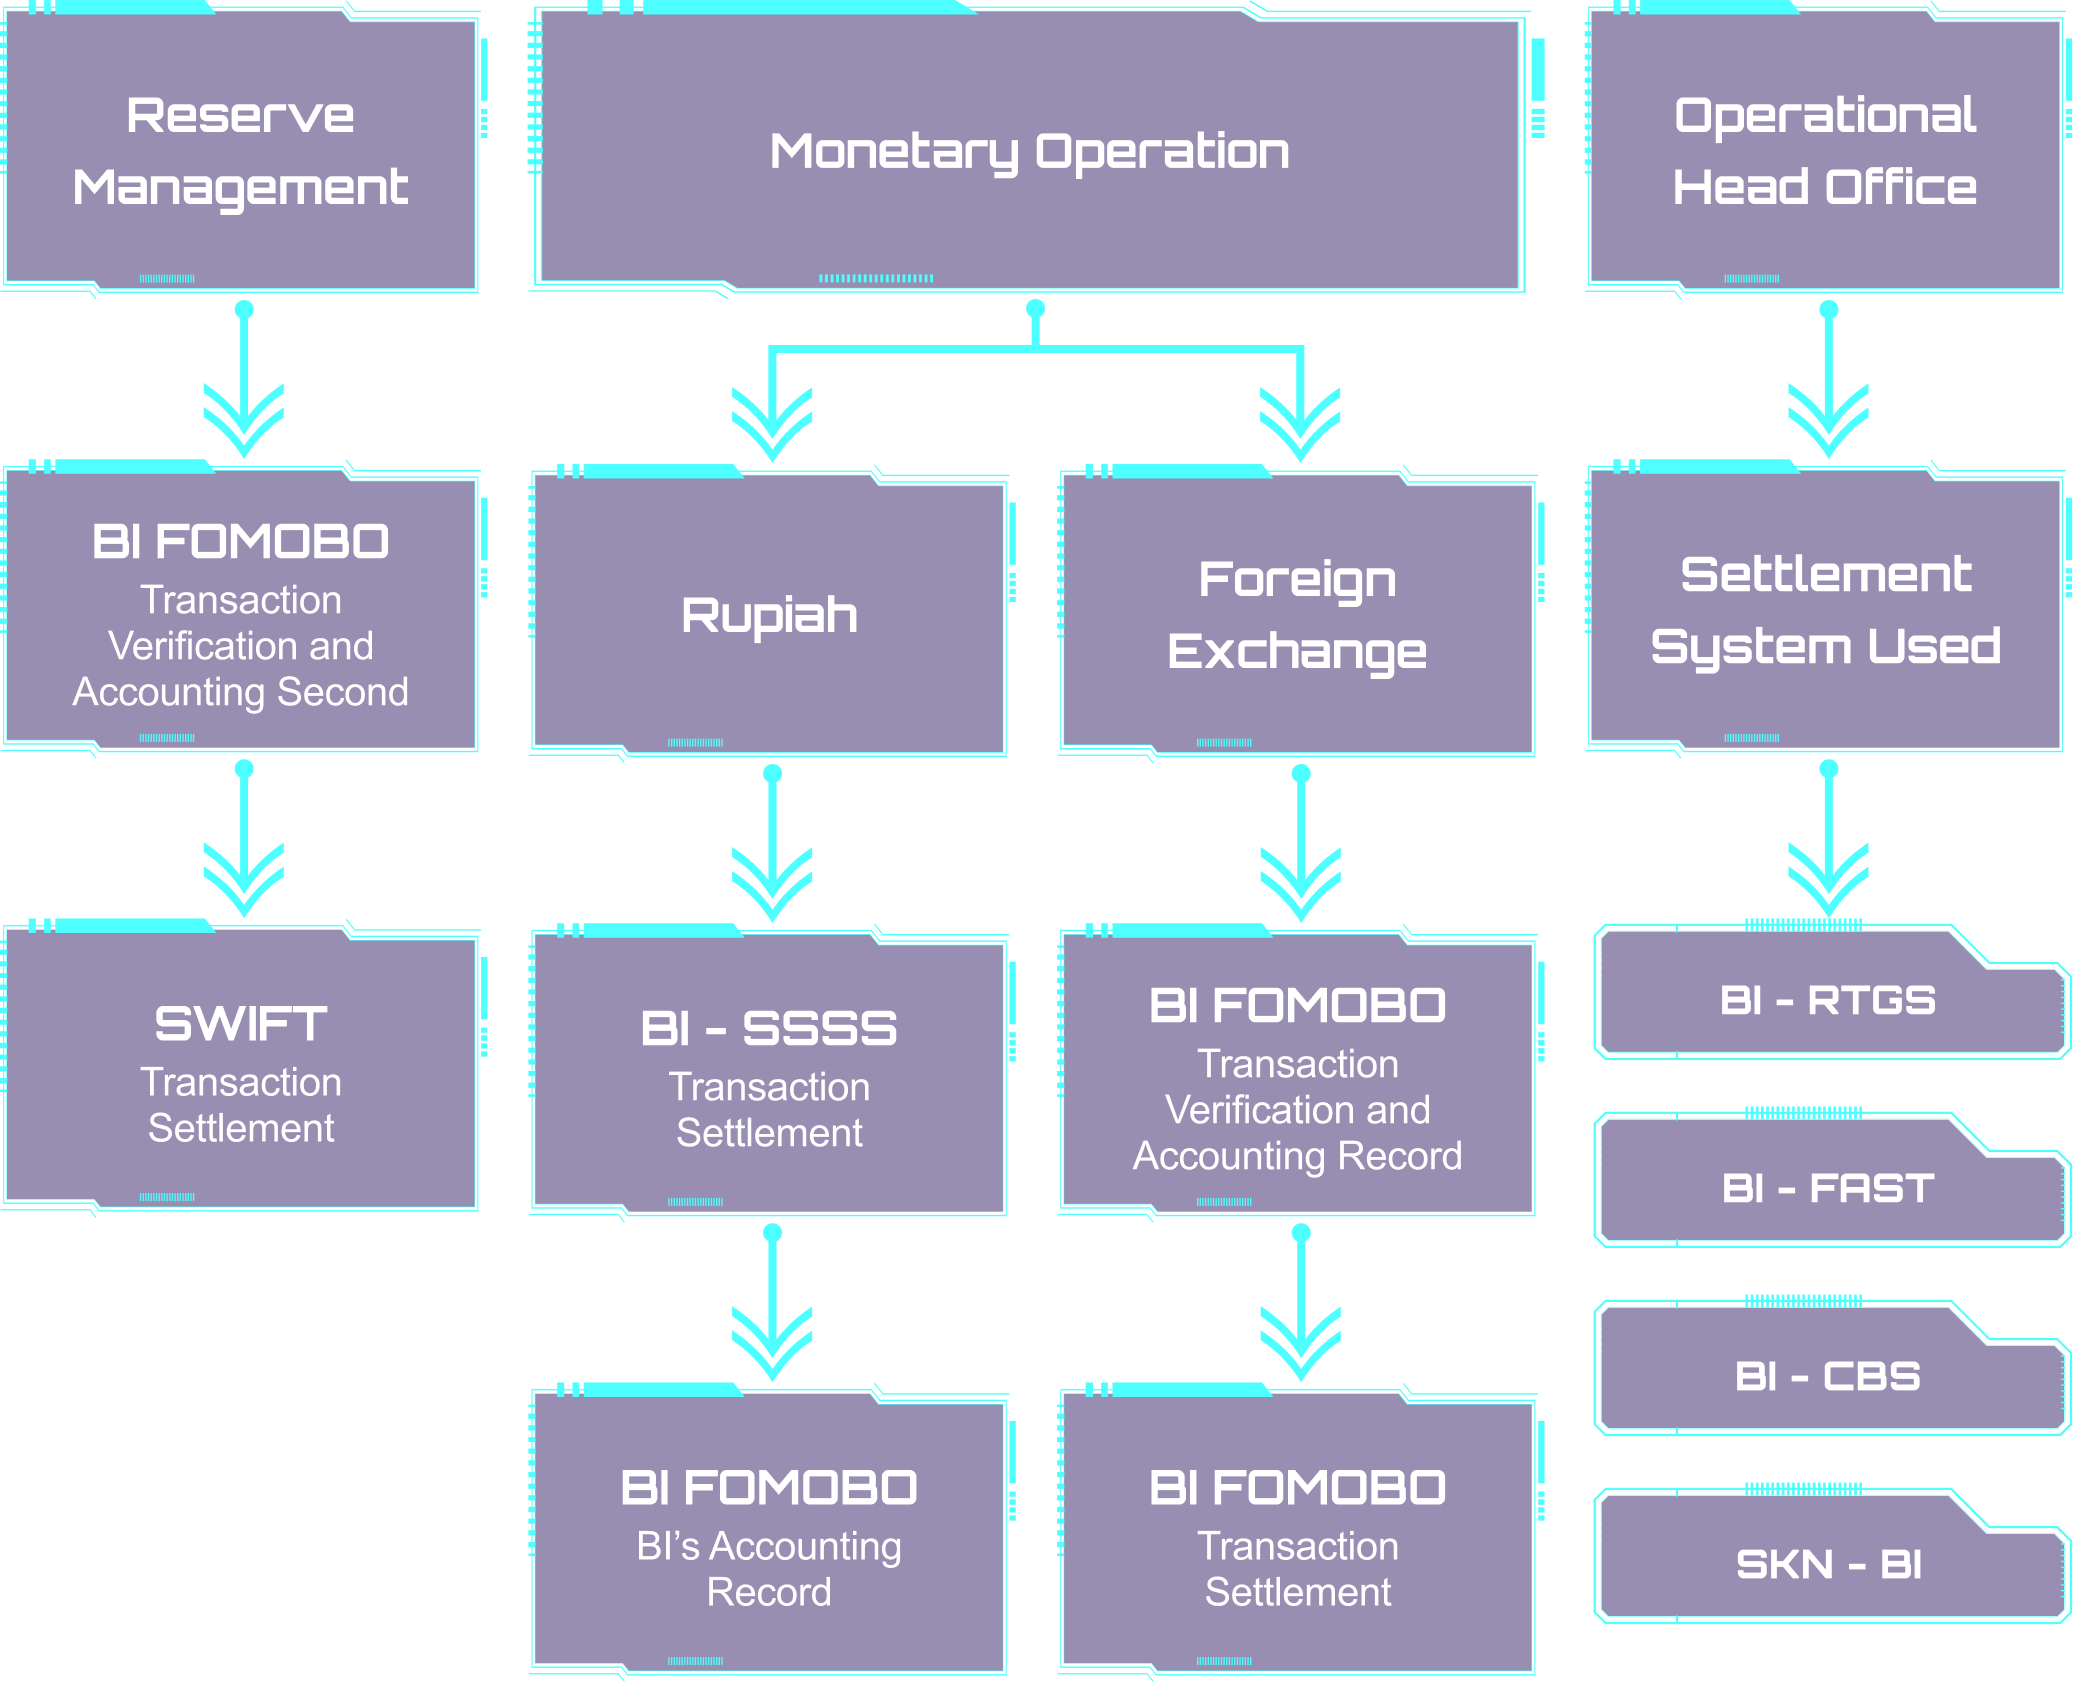 Reserve
Management
Monetary Operation
Operational
Head Office
BI FOMOBO
Transaction
Verification and
Accounting Second
Rupiah
Foreign
Exchange
Settlement
System Used
SWIFT
Transaction
Settlement
BI - SSSS
Transaction
Settlement
BI FOMOBO
Transaction
Verification and
Accounting Record
BI - RTGS
BI - FAST
BI - CBS
SKN - BI
BI FOMOBO
BI’s Accounting
Record
BI FOMOBO
Transaction
Settlement